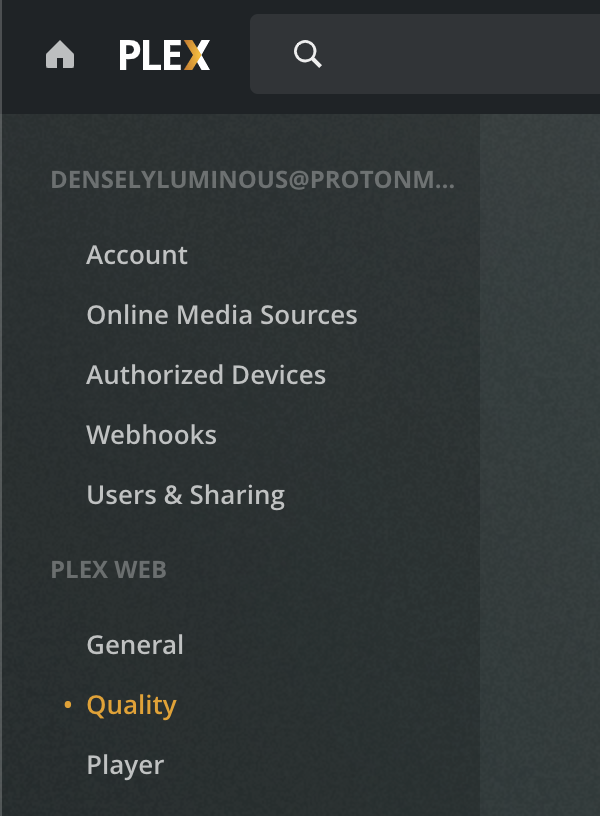 PLEX
DENSELYLUMINOUS@PROTONM...
Account
Online Media Sources
Authorized Devices
Webhooks
Users & Sharing
PLEX WEB
General
• Quality
Player